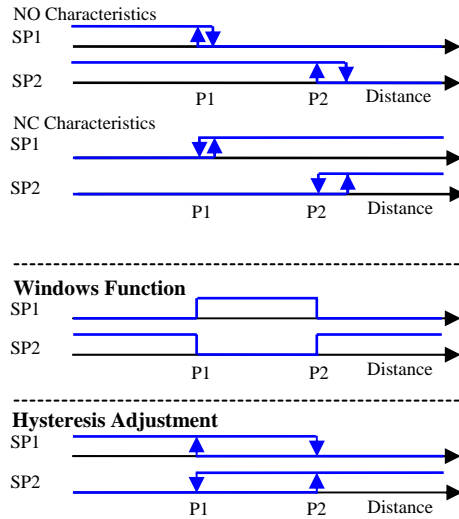 NO Characteristics
SP1
SP2
P1 P2 Distance
NC Characteristics
SP1
SP2
P1 P2 Distance
Windows Function
SP1
SP2
P1 P2 Distance
Hysteresis Adjustment
SP1
SP2
P1 P2 Distance